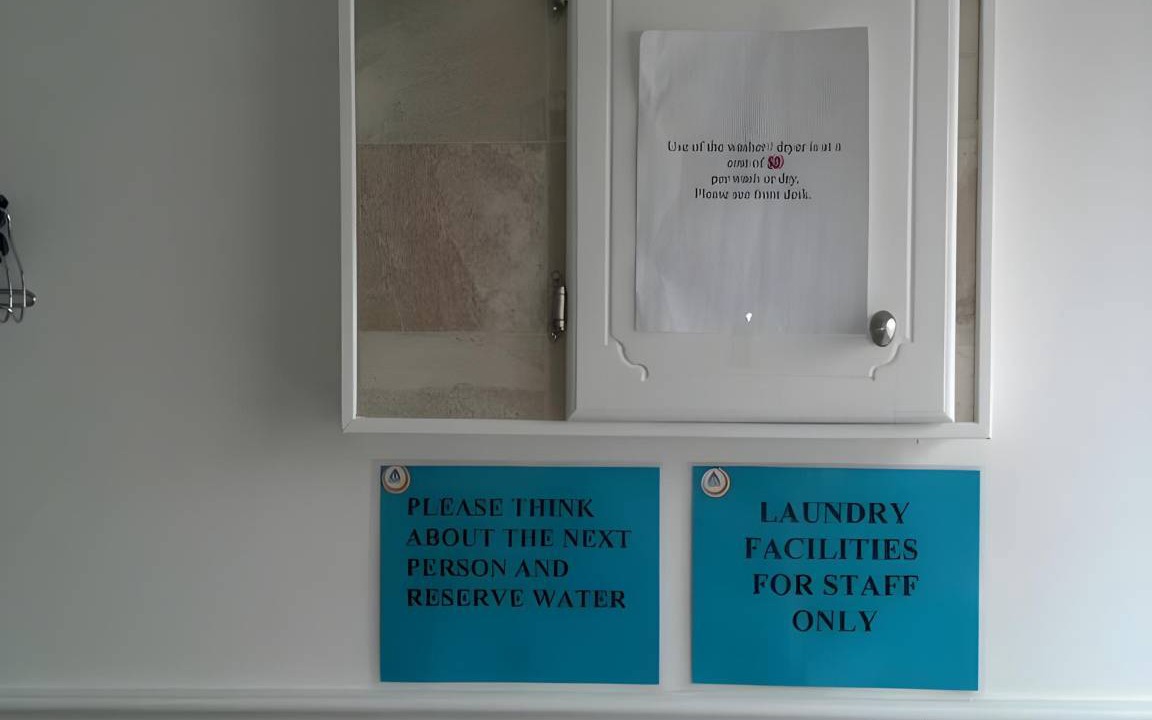 Use of the washer/ dryer is at a
cost of
per wash or dry.
Please see front desk.
PLEASE THINK
ABOUT THE NEXT
PERSON AND
RESERVE WATER
LAUNDRY
FACILITIES
FOR STAFF
ONLY